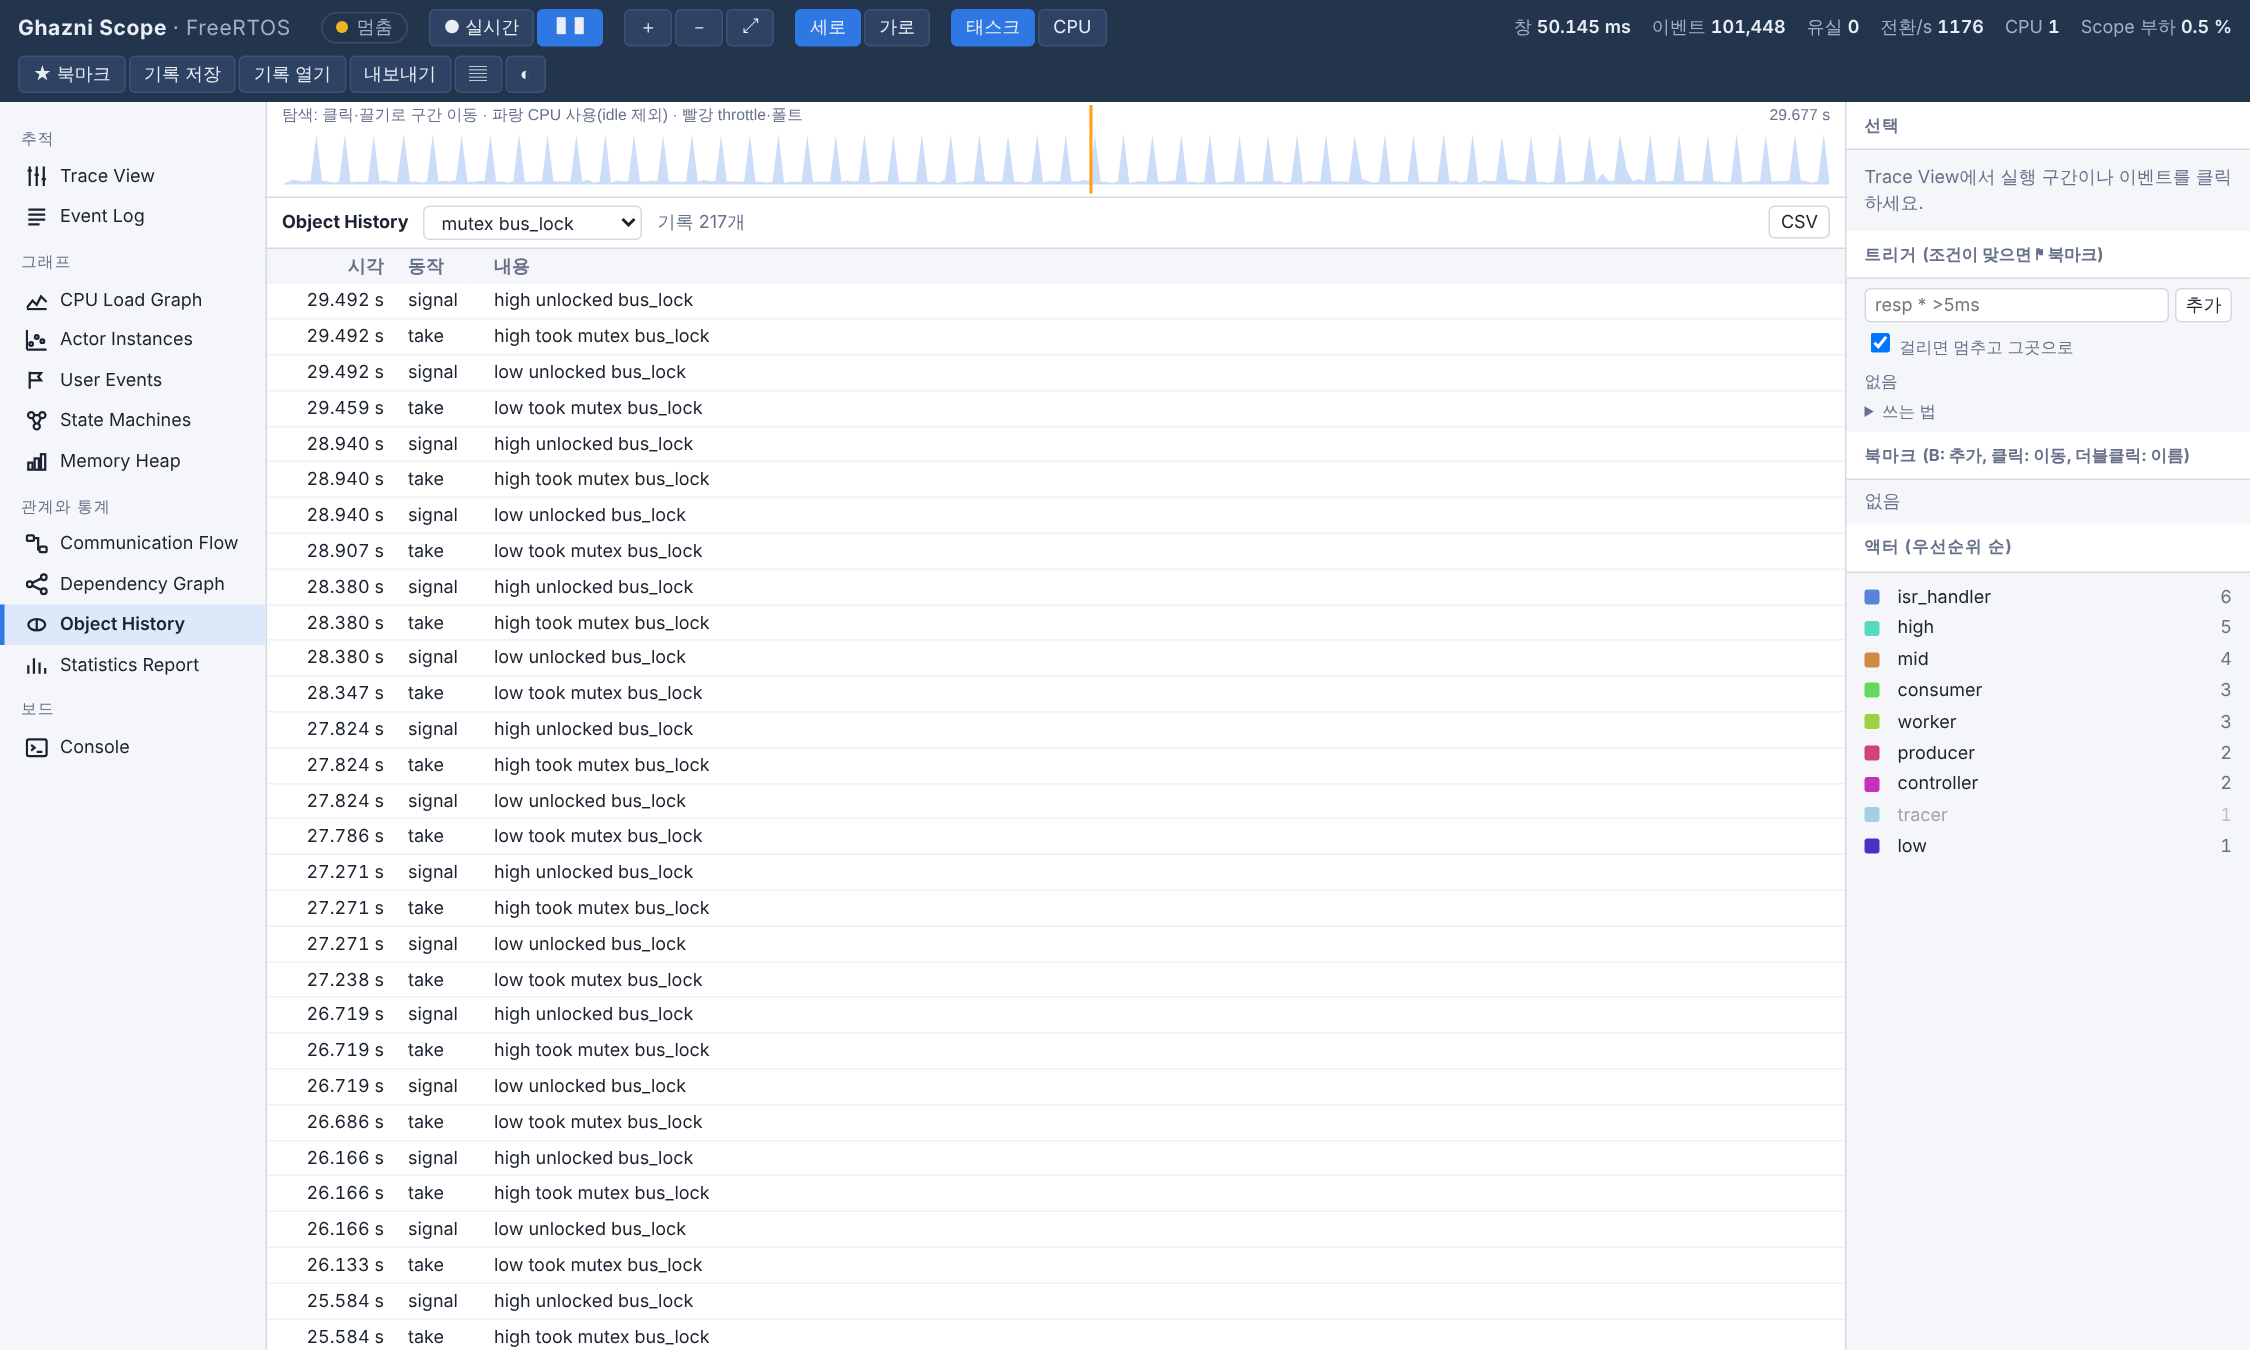 Ghazni Scope · FreeRTOS 멈춤 실시간 + − 세로 가로 태스크 CPU 창 50.145 ms 이벤트 101,448 유실 0 전환/s 1176 CPU 1 Scope 부하 0.5 %
★ 북마크 기록 저장 기록 열기 내보내기
추적
Trace View
Event Log
그래프
CPU Load Graph
Actor Instances
User Events
State Machines
Memory Heap
관계와 통계
Communication Flow
Dependency Graph
Object History
Statistics Report
보드
Console
탐색: 클릭·끌기로 구간 이동 · 파랑 CPU 사용(idle 제외) · 빨강 throttle·폴트 29.677 s
Object History mutex bus_lock 기록 217개 CSV
시각 동작 내용
29.492 s signal high unlocked bus_lock
29.492 s take high took mutex bus_lock
29.492 s signal low unlocked bus_lock
29.459 s take low took mutex bus_lock
28.940 s signal high unlocked bus_lock
28.940 s take high took mutex bus_lock
28.940 s signal low unlocked bus_lock
28.907 s take low took mutex bus_lock
28.380 s signal high unlocked bus_lock
28.380 s take high took mutex bus_lock
28.380 s signal low unlocked bus_lock
28.347 s take low took mutex bus_lock
27.824 s signal high unlocked bus_lock
27.824 s take high took mutex bus_lock
27.824 s signal low unlocked bus_lock
27.786 s take low took mutex bus_lock
27.271 s signal high unlocked bus_lock
27.271 s take high took mutex bus_lock
27.271 s signal low unlocked bus_lock
27.238 s take low took mutex bus_lock
26.719 s signal high unlocked bus_lock
26.719 s take high took mutex bus_lock
26.719 s signal low unlocked bus_lock
26.686 s take low took mutex bus_lock
26.166 s signal high unlocked bus_lock
26.166 s take high took mutex bus_lock
26.166 s signal low unlocked bus_lock
26.133 s take low took mutex bus_lock
25.584 s signal high unlocked bus_lock
25.584 s take high took mutex bus_lock
선택
Trace View에서 실행 구간이나 이벤트를 클릭
하세요.
트리거 (조건이 맞으면 ⚑ 북마크)
resp * >5ms 추가
걸리면 멈추고 그곳으로
없음
▶ 쓰는 법
북마크 (B: 추가, 클릭: 이동, 더블클릭: 이름)
없음
액터 (우선순위 순)
isr_handler 6
high 5
mid 4
consumer 3
worker 3
producer 2
controller 2
tracer 1
low 1